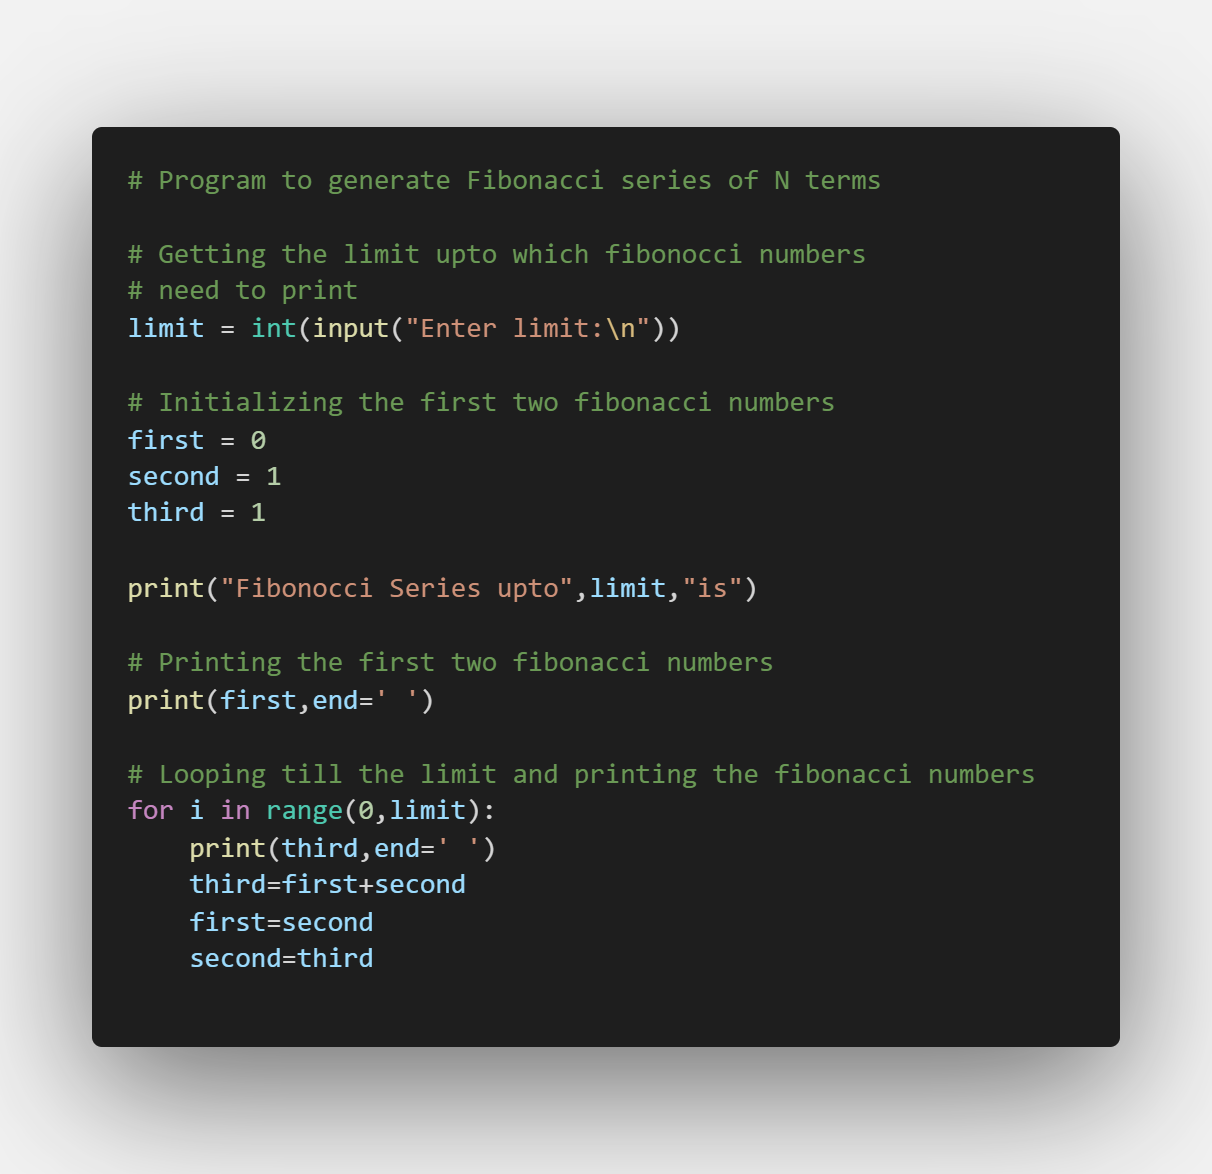 # Program to generate Fibonacci series of N terms
# Getting the limit upto which fibonocci numbers
# need to print
limit = int(input("Enter limit:\n"))
# Initializing the first two fibonacci numbers
first = 0
second = 1
third = 1
print("Fibonocci Series upto",limit,"is")
# Printing the first two fibonacci numbers
print(first,end=' ')
# Looping till the limit and printing the fibonacci numbers
for i in range(0,limit):
    print(third,end=' ')
    third=first+second
    first=second
    second=third